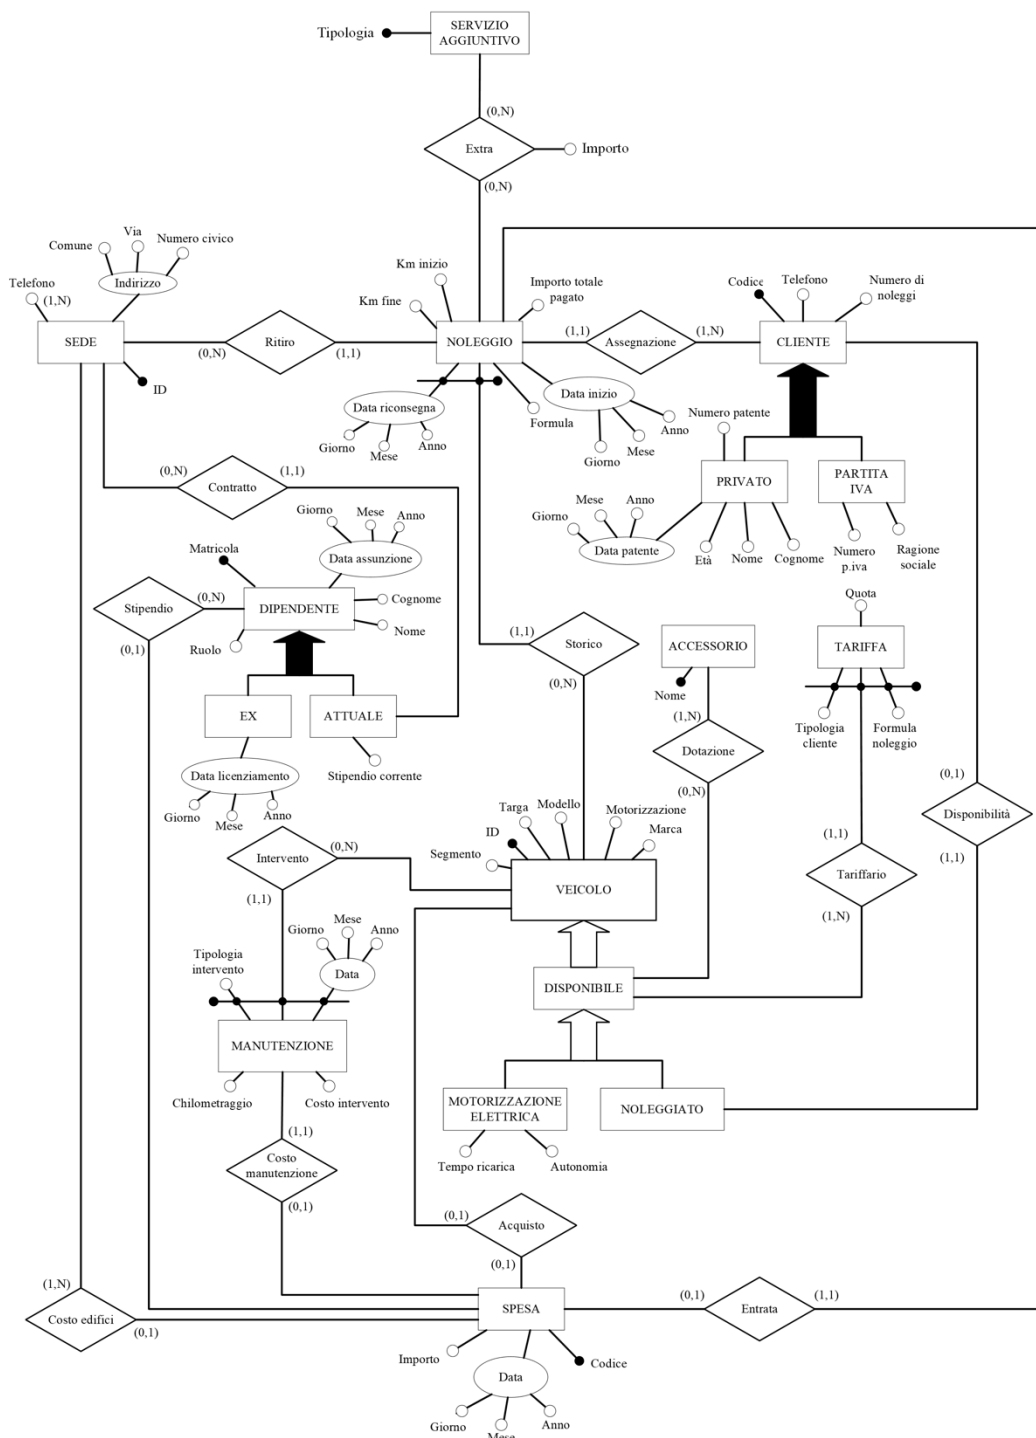 SERVIZIO
AGGIUNTIVO
Tipologia
(0,N)
Extra
Importo
(0,N)
Via
Comune
Numero civico
Telefono
(1,N)
Indirizzo
SEDE
ID
(0,N)
Ritiro
(1,1)
Km inizio
Km fine
Importo totale
pagato
NOLEGGIO
(1,1)
Assegnazione
(1,N)
Codice
Telefono
Numero di
noleggi
CLIENTE
Data riconsegna
Giorno
Mese
Anno
Formula
Data inizio
Giorno
Mese
Anno
Numero patente
PRIVATO
PARTITA
IVA
Mese
Anno
Giorno
Data patente
Età
Nome
Cognome
Numero
p.iva
Ragione
sociale
(0,N)
Contratto
(1,1)
Giorno
Mese
Anno
Data assunzione
Matricola
Stipendio
(0,N)
(0,1)
DIPENDENTE
Cognome
Nome
Ruolo
EX
ATTUALE
Data licenziamento
Giorno
Mese
Anno
Stipendio corrente
(1,1)
Storico
(0,N)
ACCESSORIO
Nome
(1,N)
Dotazione
(0,N)
Quota
TARIFFA
Tipologia
cliente
Formula
noleggio
(0,1)
Disponibilità
(1,1)
(1,1)
Tariffario
(1,N)
Intervento
(0,N)
(1,1)
Targa
Modello
Motorizzazione
ID
Marca
Segmento
VEICOLO
DISPONIBILE
MOTORIZZAZIONE
ELETTRICA
NOLEGGIATO
Tempo ricarica
Autonomia
Giorno
Mese
Anno
Tipologia
intervento
Data
MANUTENZIONE
Chilometraggio
Costo intervento
(1,1)
Costo
manutenzione
(0,1)
(0,1)
Acquisto
(0,1)
(1,N)
Costo edifici
(0,1)
SPESA
(0,1)
Entrata
(1,1)
Importo
Codice
Data
Giorno
Mese
Anno